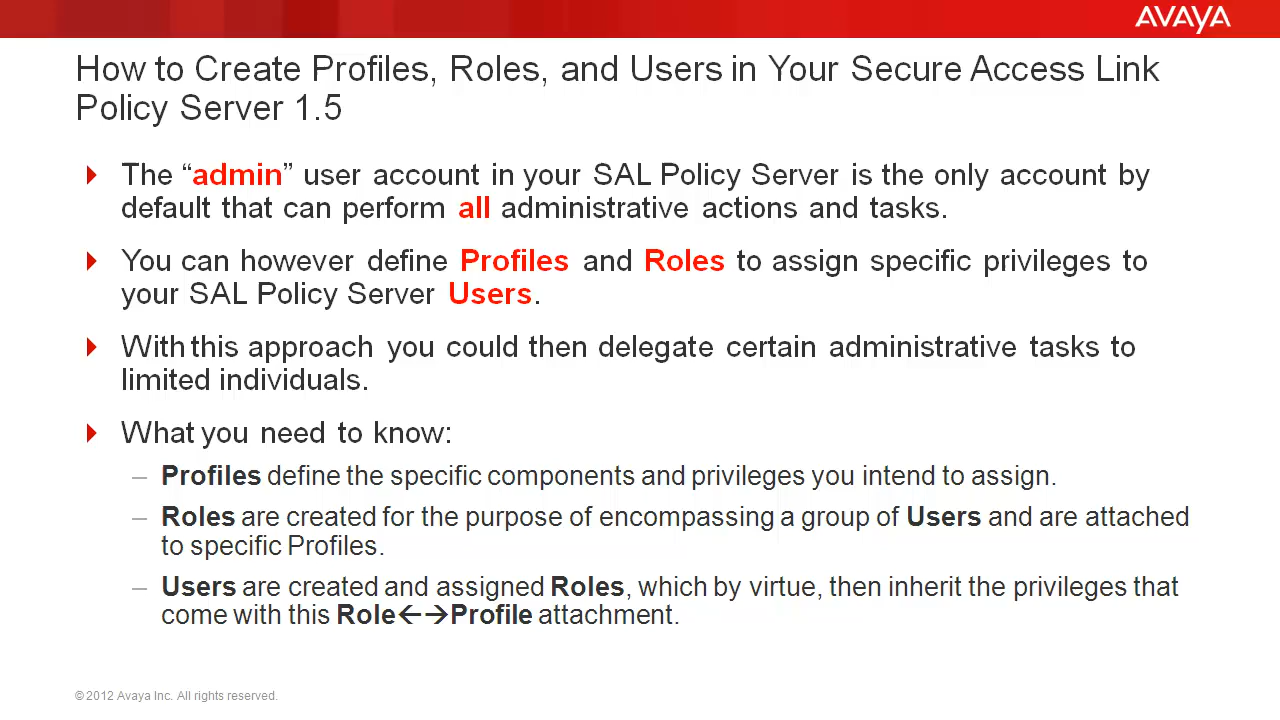 AVAYA
How to Create Profiles, Roles, and Users in Your Secure Access Link
Policy Server 1.5
The “admin” user account in your SAL Policy Server is the only account by
default that can perform all administrative actions and tasks.
You can however define Profiles and Roles to assign specific privileges to
your SAL Policy Server Users.
With this approach you could then delegate certain administrative tasks to
limited individuals.
What you need to know:
– Profiles define the specific components and privileges you intend to assign.
– Roles are created for the purpose of encompassing a group of Users and are attached
to specific Profiles.
– Users are created and assigned Roles, which by virtue, then inherit the privileges that
come with this Role←→Profile attachment.
© 2012 Avaya Inc. All rights reserved.